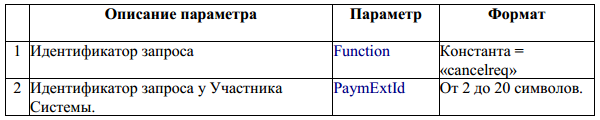 Описание параметра Параметр Формат
1 Идентификатор запроса Function Константа =
«cancelreq»
2 Идентификатор запроса у Участника PaymExtId От 2 до 20 символов.
Системы.